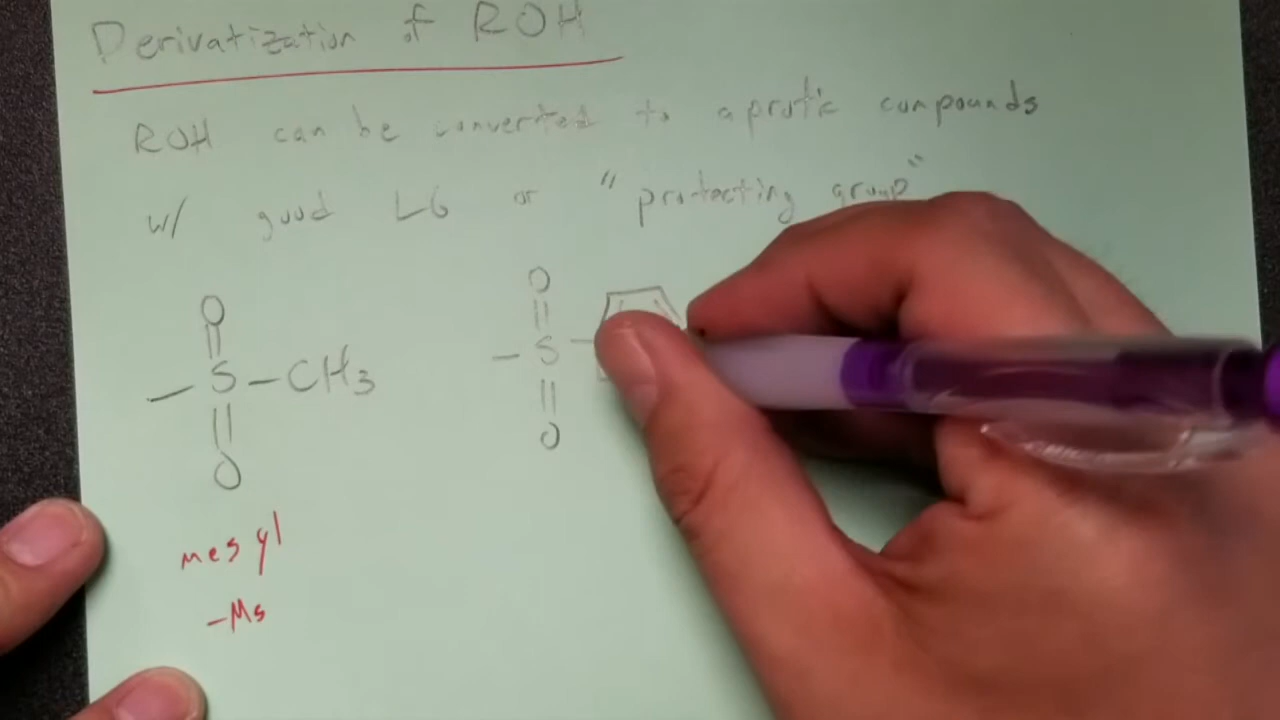 Derivatization of ROH
ROH can be converted to aprotic compounds
w/ good LG or "protecting group"
O O
S – CH3 – S –
O O
mesyl
–Ms